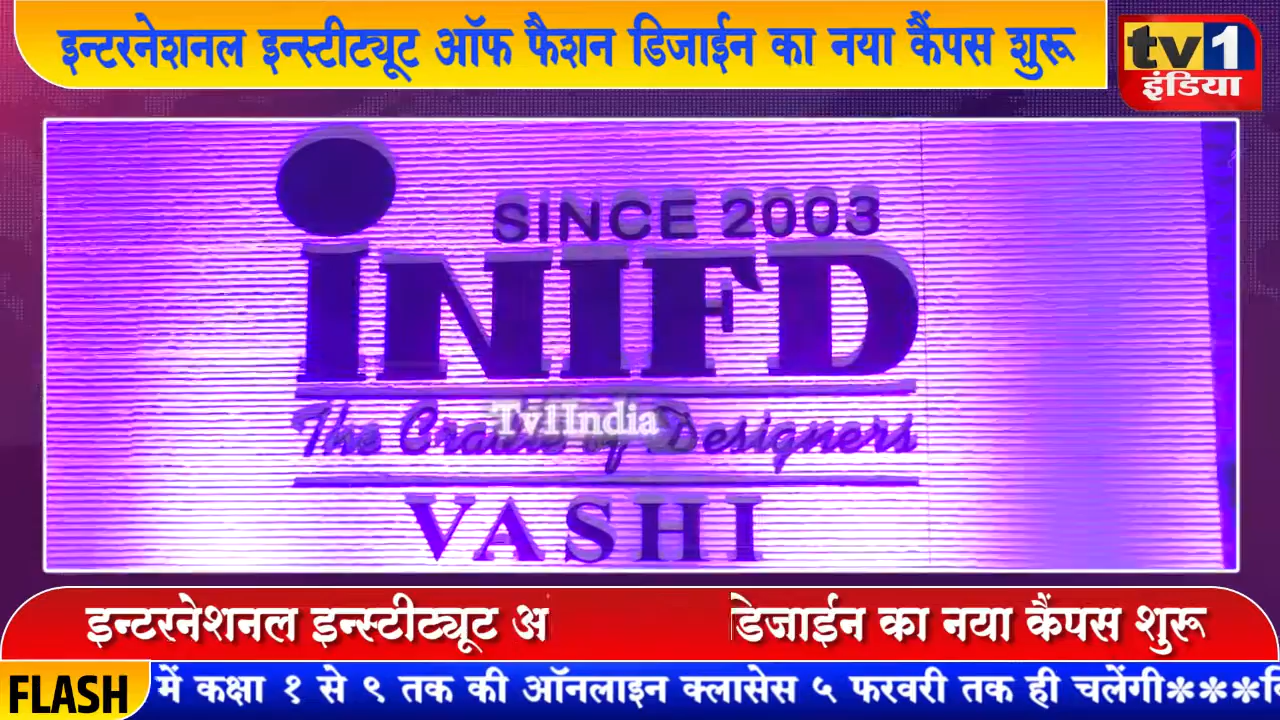 इन्टरनेशनल इन्स्टीट्यूट ऑफ फैशन डिजाईन का नया कैंपस शुरू
tv1
इंडिया
SINCE 2003
iNIFD
Tv1India
The of Designers
VASHI
इन्टरनेशनल इन्स्टीट्यूट डिजाईन का नया कैंपस शुरू
FLASH
में कक्षा १ से ९ तक की ऑनलाइन क्लासेस ५ फरवरी तक ही चलेंगी***